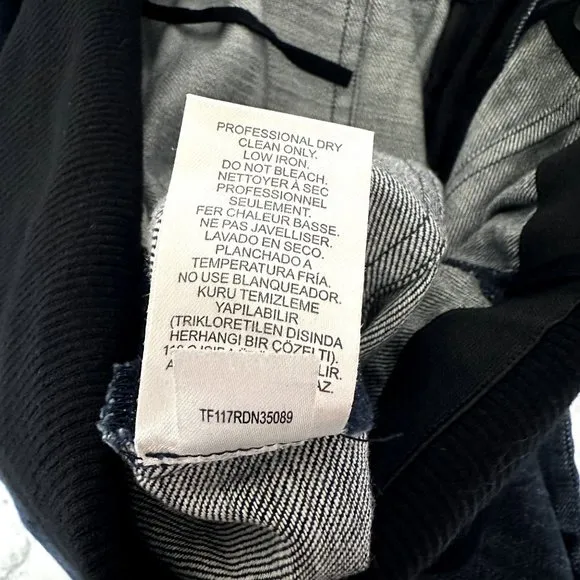 PROFESSIONAL DRY
CLEAN ONLY.
LOW IRON.
DO NOT BLEACH.
NETTOYER À SEC
PROFESSIONNEL
SEULEMENT.
FER CHALEUR BASSE.
NE PAS JAVELLISER.
LAVADO EN SECO.
PLANCHADO A
TEMPERATURA FRÍA.
NO USE BLANQUEADOR.
KURU TEMIZLEME
YAPILABILIR
(TRIKLORETILEN DISINDA
HERHANGI BIR ÇÖZELTI).
TF117RDN35089